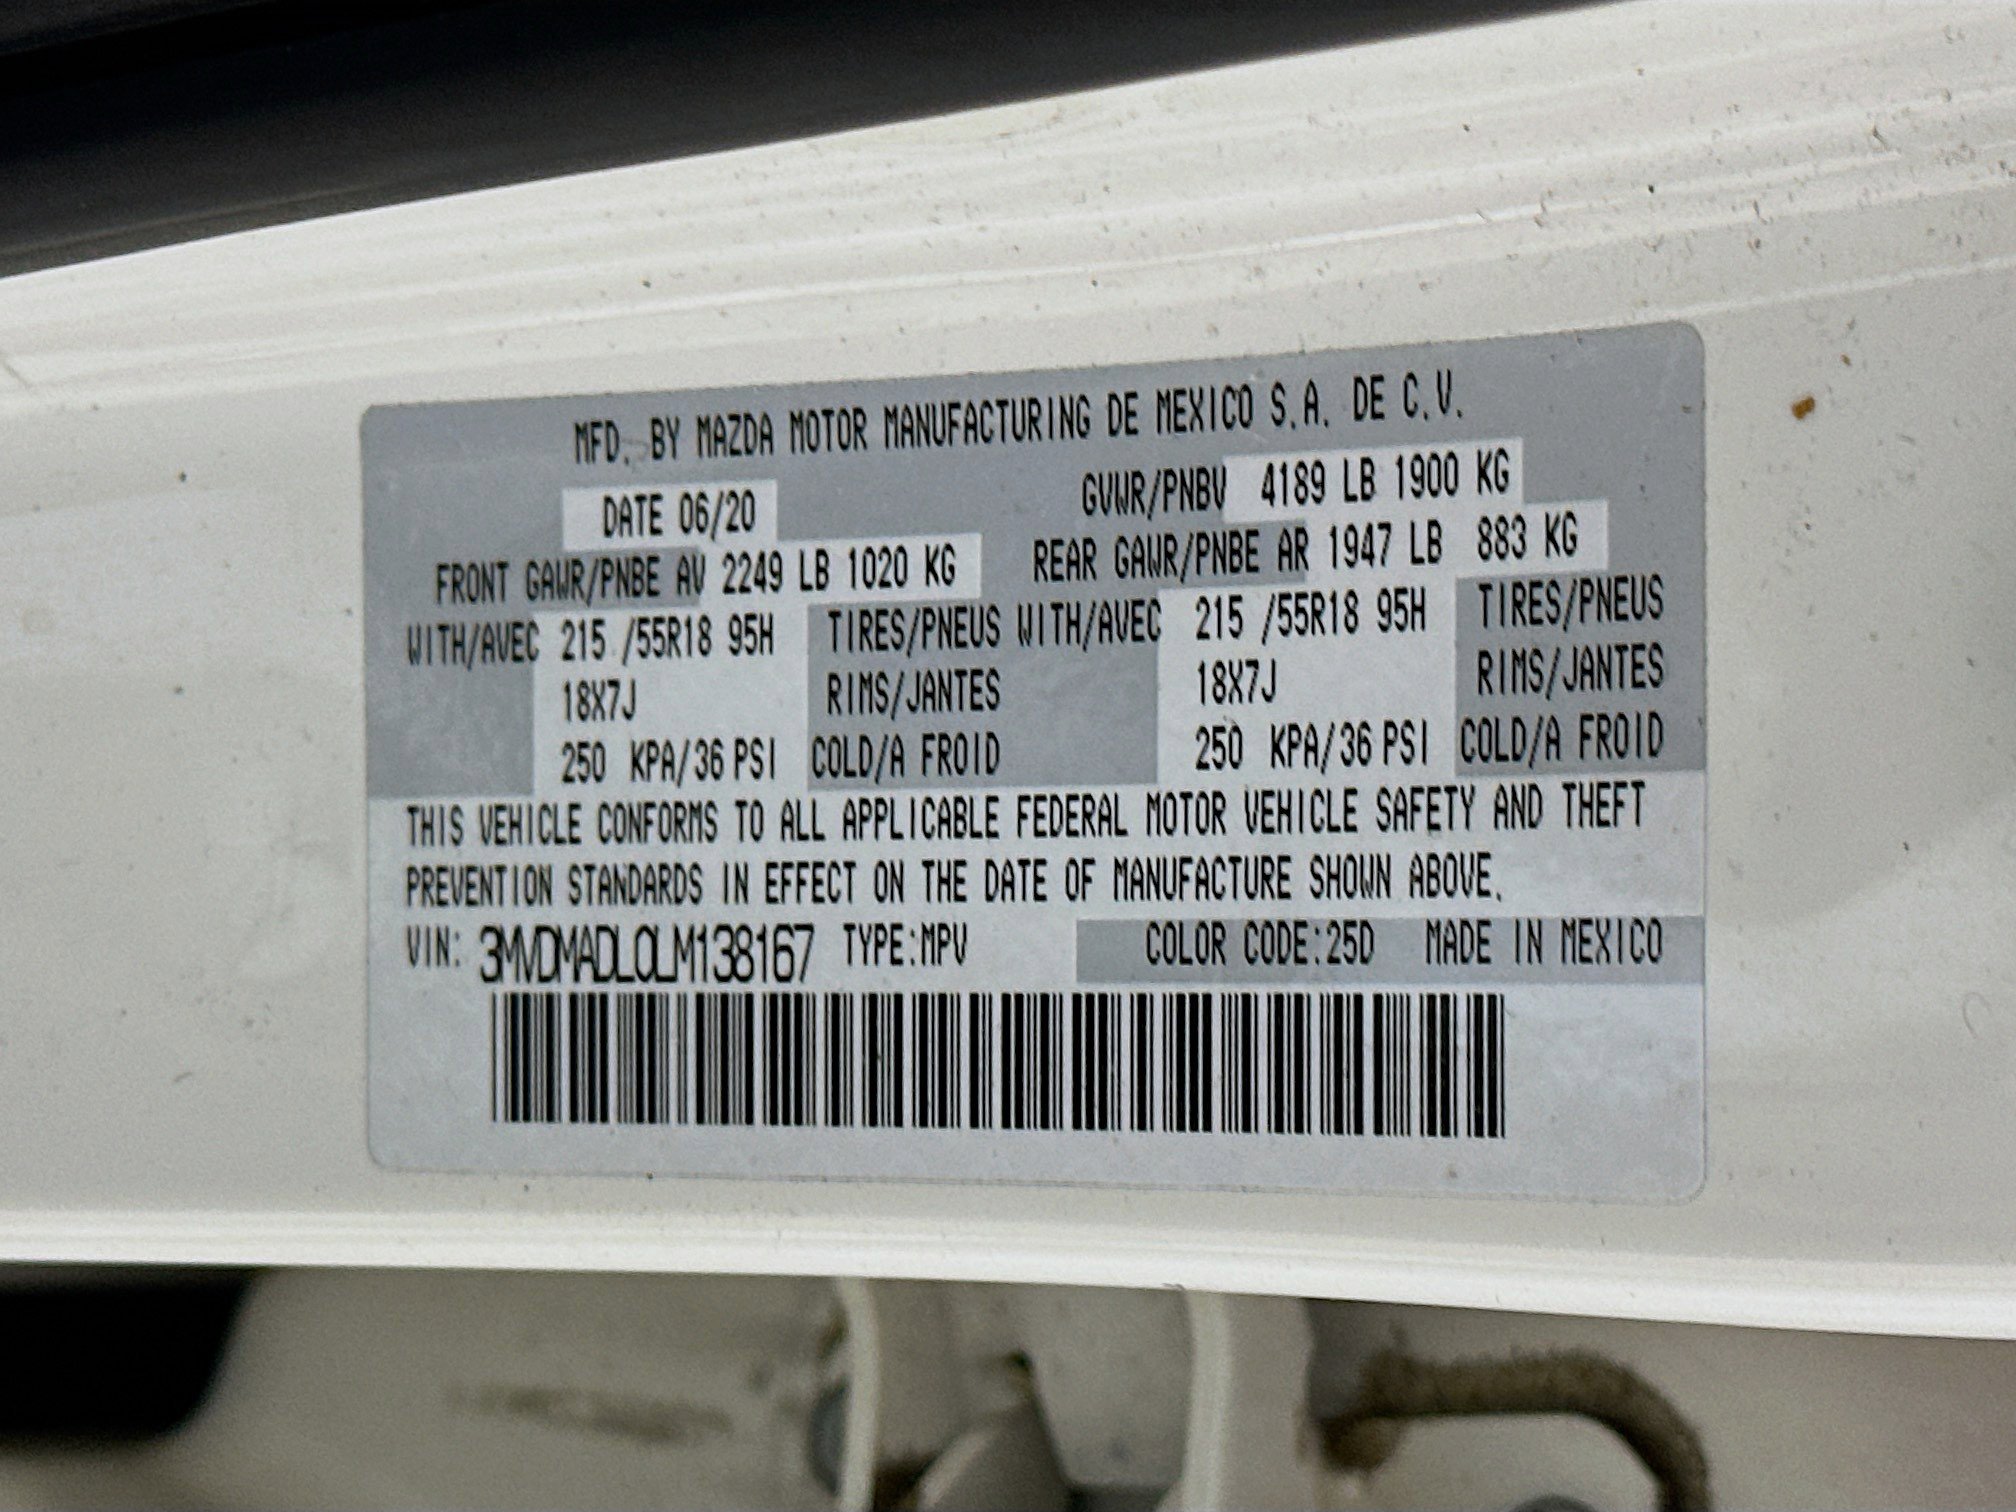 MFD. BY MAZDA MOTOR MANUFACTURING DE MEXICO S.A. DE C.V.
DATE 06/20 GVWR/PNBV 4189 LB 1900 KG
FRONT GAWR/PNBE AV 2249 LB 1020 KG REAR GAWR/PNBE AR 1947 LB 883 KG
WITH/AVEC 215 /55R18 95H TIRES/PNEUS WITH/AVEC 215 /55R18 95H TIRES/PNEUS
18X7J RIMS/JANTES 18X7J RIMS/JANTES
250 KPA/36 PSI COLD/A FROID 250 KPA/36 PSI COLD/A FROID
THIS VEHICLE CONFORMS TO ALL APPLICABLE FEDERAL MOTOR VEHICLE SAFETY AND THEFT
PREVENTION STANDARDS IN EFFECT ON THE DATE OF MANUFACTURE SHOWN ABOVE.
VIN: 3MVDMADL0LM138167 TYPE:MPV COLOR CODE:25D MADE IN MEXICO